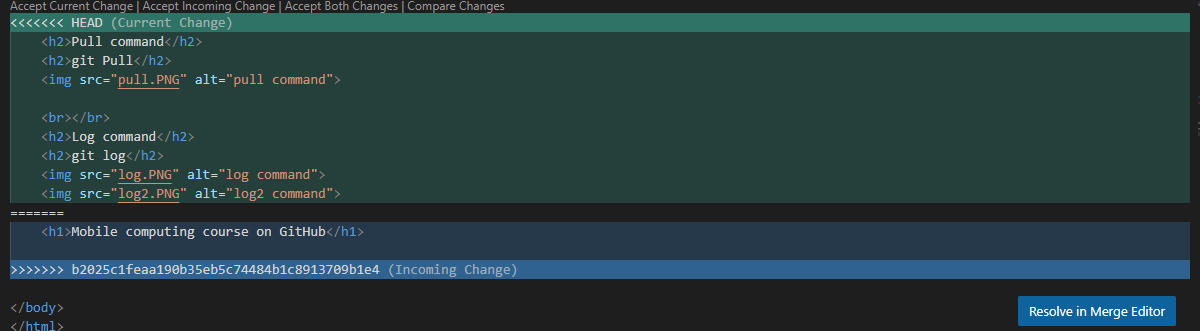 Accept Current Change | Accept Incoming Change | Accept Both Changes | Compare Changes
<<<<<<< HEAD (Current Change)
    <h2>Pull command</h2>
    <h2>git Pull</h2>
    <img src="pull.PNG" alt="pull command">

    <br></br>
    <h2>Log command</h2>
    <h2>git log</h2>
    <img src="log.PNG" alt="log command">
    <img src="log2.PNG" alt="log2 command">
=======
    <h1>Mobile computing course on GitHub</h1>

>>>>>>> b2025c1feaa190b35eb5c74484b1c8913709b1e4 (Incoming Change)

</body>
Resolve in Merge Editor
</html>